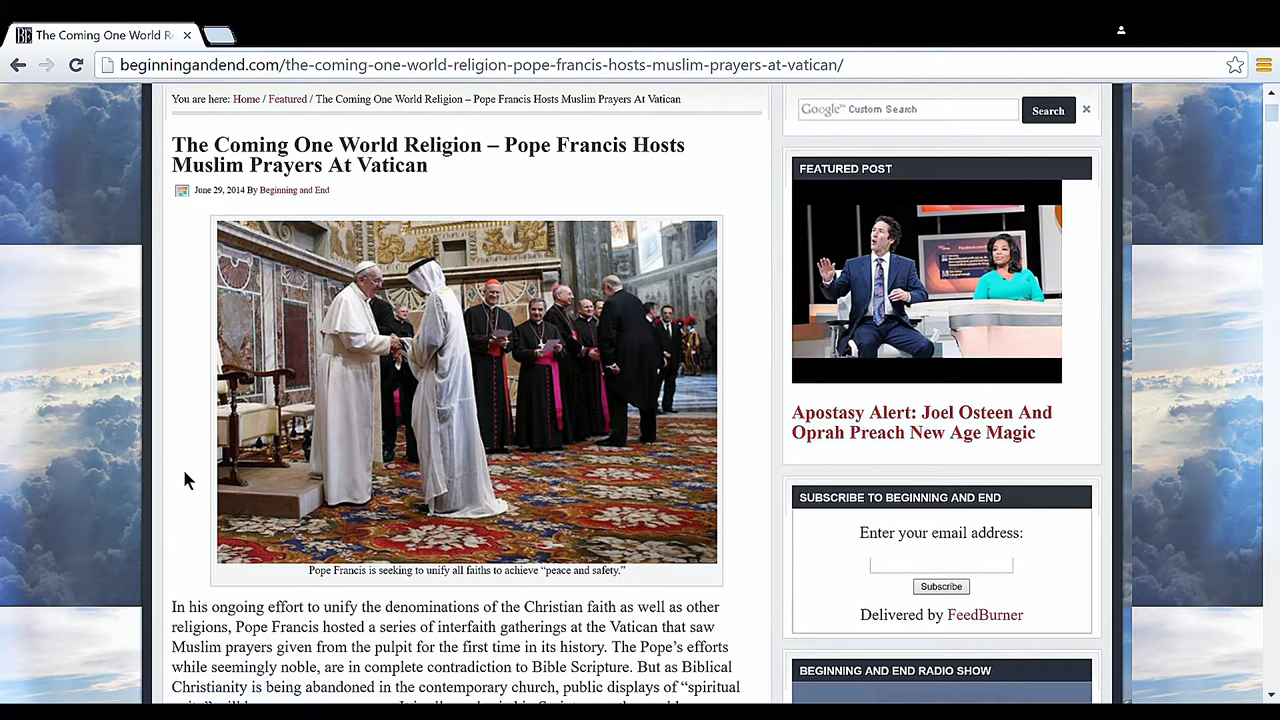 The Coming One World R
beginningandend.com/the-coming-one-world-religion-pope-francis-hosts-muslim-prayers-at-vatican/
You are here: Home / Featured / The Coming One World Religion – Pope Francis Hosts Muslim Prayers At Vatican
The Coming One World Religion – Pope Francis Hosts
Muslim Prayers At Vatican
June 29, 2014 By Beginning and End
Pope Francis is seeking to unify all faiths to achieve “peace and safety.”
In his ongoing effort to unify the denominations of the Christian faith as well as other
religions, Pope Francis hosted a series of interfaith gatherings at the Vatican that saw
Muslim prayers given from the pulpit for the first time in its history. The Pope’s efforts
while seemingly noble, are in complete contradiction to Bible Scripture. But as Biblical
Christianity is being abandoned in the contemporary church, public displays of “spiritual
Google™ Custom Search
Search
FEATURED POST
Apostasy Alert: Joel Osteen And
Oprah Preach New Age Magic
SUBSCRIBE TO BEGINNING AND END
Enter your email address:
Subscribe
Delivered by FeedBurner
BEGINNING AND END RADIO SHOW